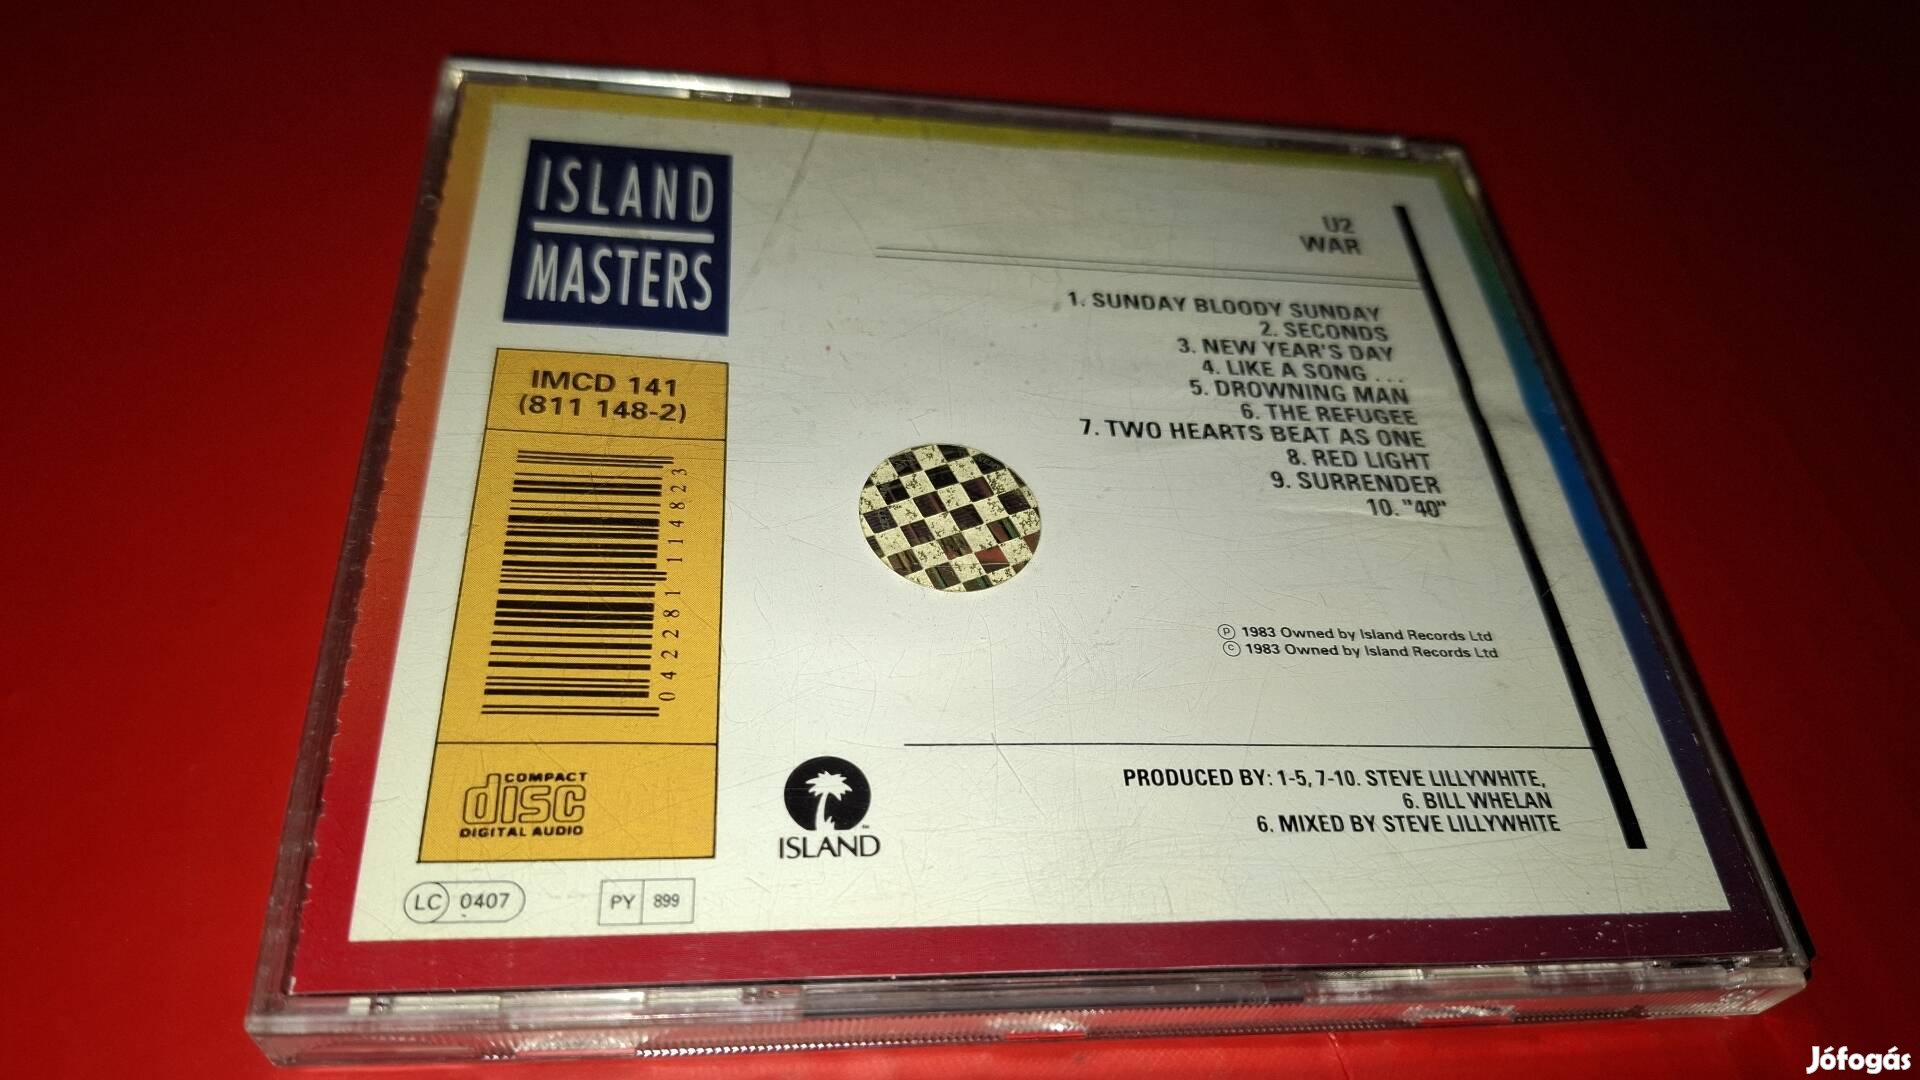 ISLAND
MASTERS
IMCD 141
(811 148-2)
042281114823
COMPACT
disc
DIGITAL AUDIO
LC 0407
PY 899
ISLAND
U2
WAR
1. SUNDAY BLOODY SUNDAY
2. SECONDS
3. NEW YEAR'S DAY
4. LIKE A SONG . . .
5. DROWNING MAN
6. THE REFUGEE
7. TWO HEARTS BEAT AS ONE
8. RED LIGHT
9. SURRENDER
10. "40"
Ⓟ 1983 Owned by Island Records Ltd
© 1983 Owned by Island Records Ltd
PRODUCED BY: 1-5, 7-10. STEVE LILLYWHITE,
6. BILL WHELAN
6. MIXED BY STEVE LILLYWHITE
Jófogás